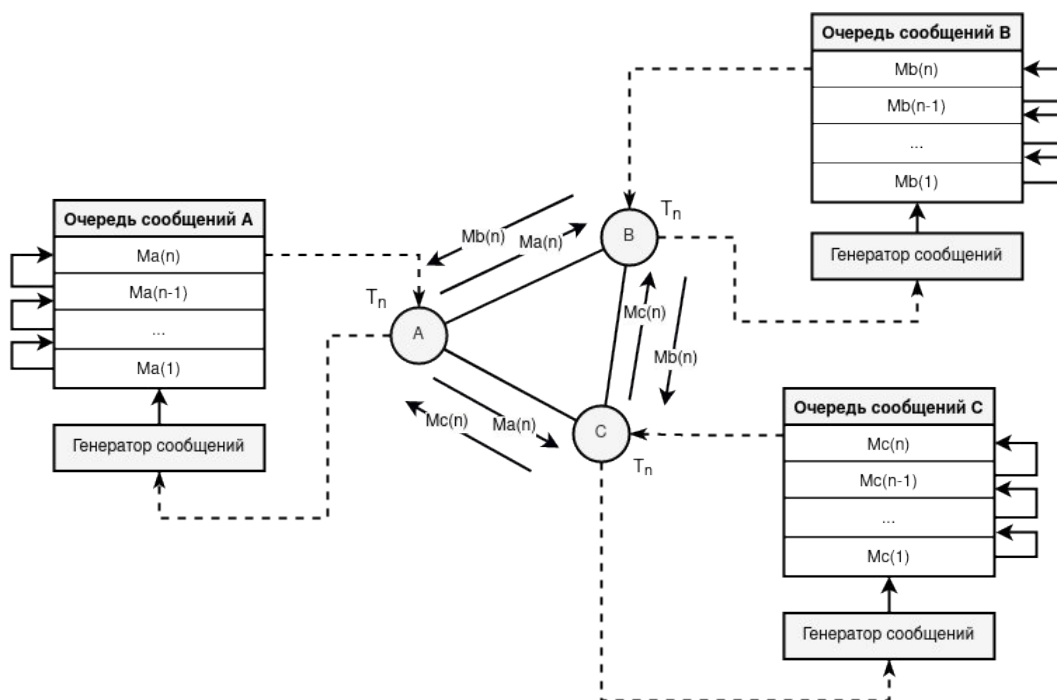 Очередь сообщений B
Mb(n)
Mb(n-1)
...
Mb(1)
Генератор сообщений
Очередь сообщений A
Ma(n)
Ma(n-1)
...
Ma(1)
Генератор сообщений
Tn
B
Mb(n)
Ma(n)
Tn
A
Mc(n)
Mb(n)
Mc(n)
Ma(n)
C
Tn
Очередь сообщений C
Mc(n)
Mc(n-1)
...
Mc(1)
Генератор сообщений